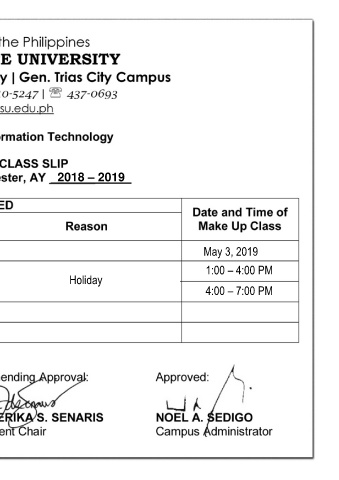 the Philippines
E UNIVERSITY
y | Gen. Trias City Campus
0-5247 | ☏ 437-0693
su.edu.ph
rmation Technology
CLASS SLIP
ester, AY 2018 – 2019
ED
Reason
Date and Time of
Make Up Class
May 3, 2019
Holiday
1:00 – 4:00 PM
4:00 – 7:00 PM
ending Approval:
Approved:
ERIKA S. SENARIS
NOEL A. SEDIGO
ent Chair
Campus Administrator